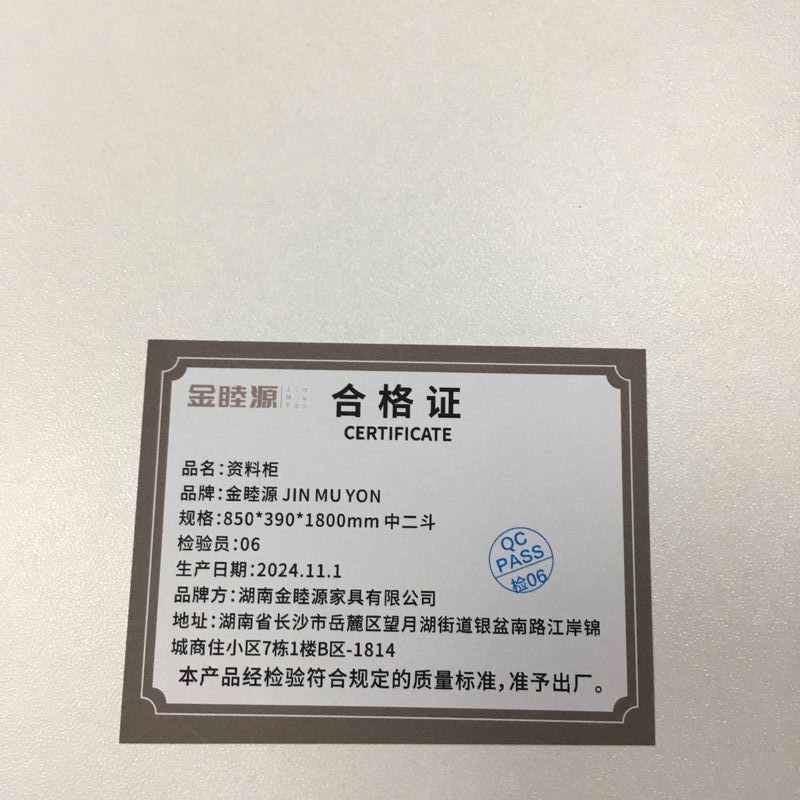 金睦源 Jin Mu Yon 合格证
CERTIFICATE
品名：资料柜
品牌：金睦源 JIN MU YON
规格：850*390*1800mm 中二斗
检验员：06
生产日期：2024.11.1
品牌方：湖南金睦源家具有限公司
地址：湖南省长沙市岳麓区望月湖街道银盆南路江岸锦
城商住小区7栋1楼B区-1814
本产品经检验符合规定的质量标准，准予出厂。
QC
PASS
检06